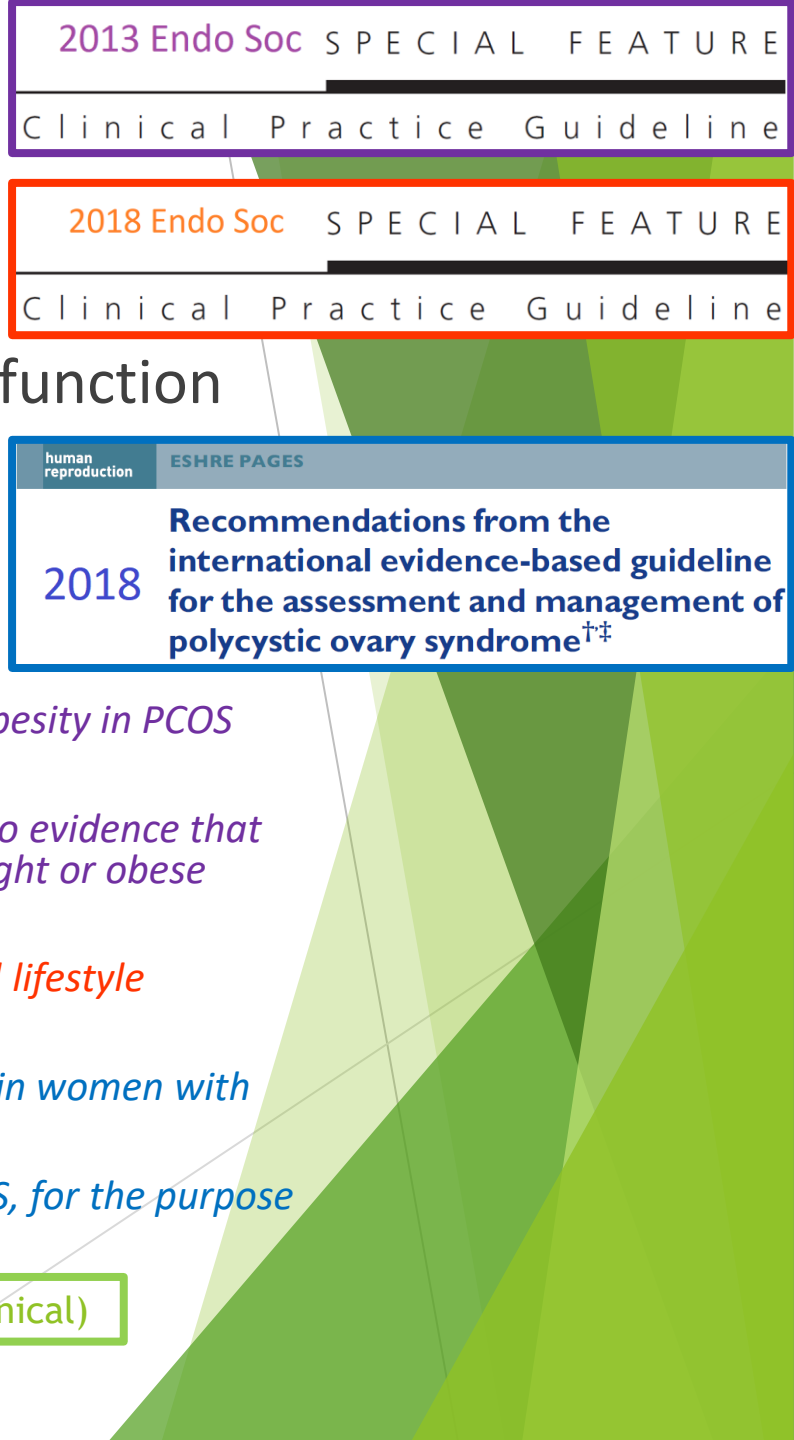 2013 Endo Soc SPECIAL FEATURE
Clinical Practice Guideline
2018 Endo Soc SPECIAL FEATURE
Clinical Practice Guideline
function
human
reproduction
ESHRE PAGES
2018
Recommendations from the
international evidence-based guideline
for the assessment and management of
polycystic ovary syndrome†,‡
besity in PCOS
o evidence that
ght or obese
lifestyle
in women with
S, for the purpose
nical)